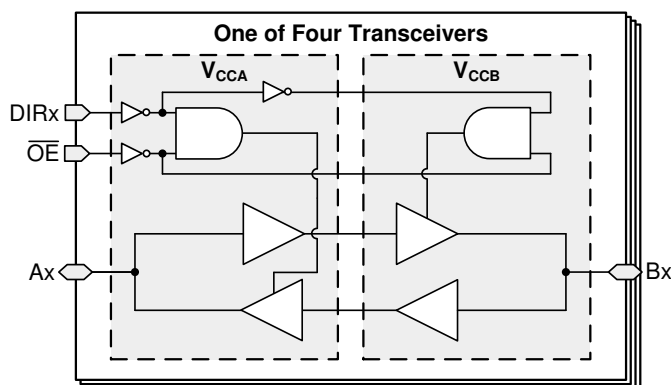 One of Four Transceivers
VCCA
VCCB
DIRx
OE
Ax
Bx